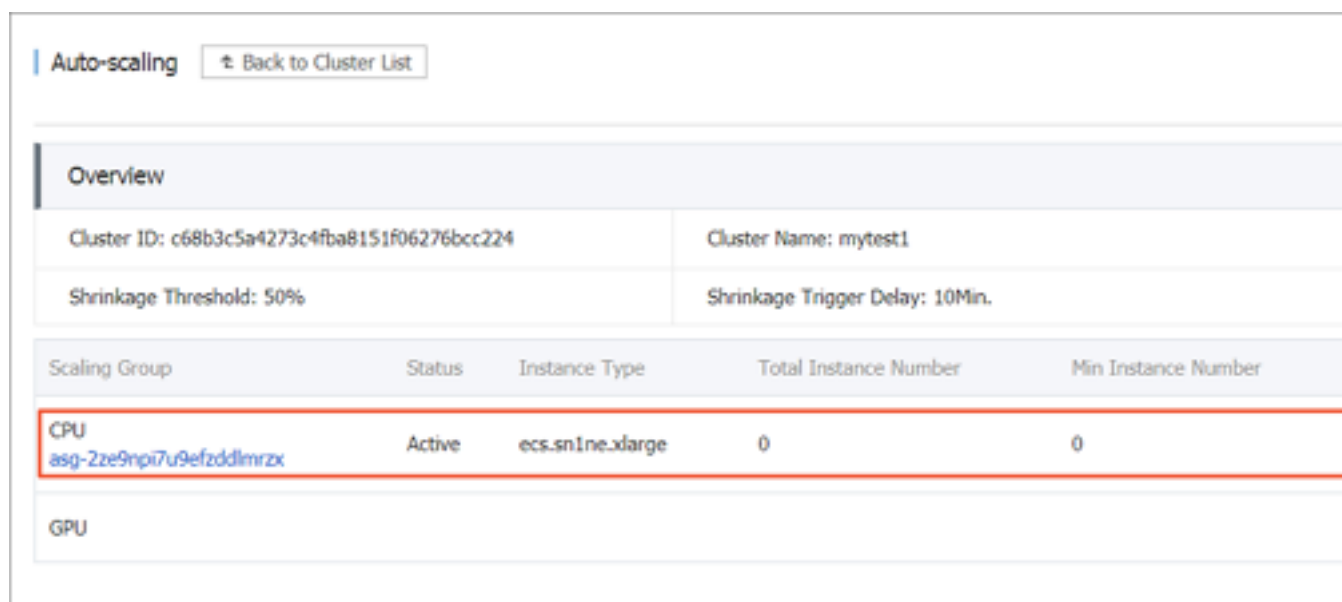 Auto-scaling Back to Cluster List
Overview
Cluster ID: c68b3c5a4273c4fba8151f06276bcc224 Cluster Name: mytest1
Shrinkage Threshold: 50% Shrinkage Trigger Delay: 10Min.
Scaling Group Status Instance Type Total Instance Number Min Instance Number
CPU
asg-2ze9npi7u9efzddlmrzx Active ecs.sn1ne.xlarge 0 0
GPU